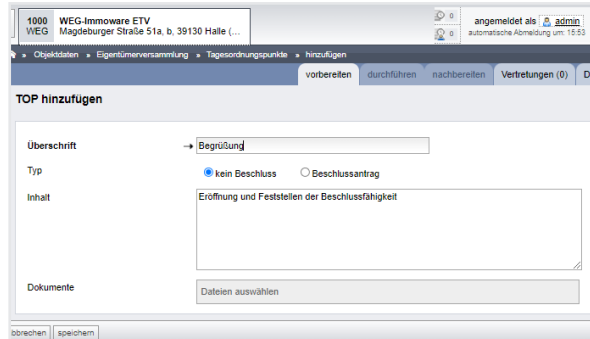 1000 WEG-Immoware ETV
WEG Magdeburger Straße 51a, b, 39130 Halle (...
0
0
angemeldet als admin
automatische Abmeldung um: 15:53
» Objektdaten » Eigentümerversammlung » Tagesordnungspunkte » hinzufügen
vorbereiten durchführen nachbereiten Vertretungen (0) D
TOP hinzufügen
Überschrift → Begrüßung
Typ kein Beschluss Beschlussantrag
Inhalt Eröffnung und Feststellen der Beschlussfähigkeit
Dokumente Dateien auswählen
bbrechen speichern